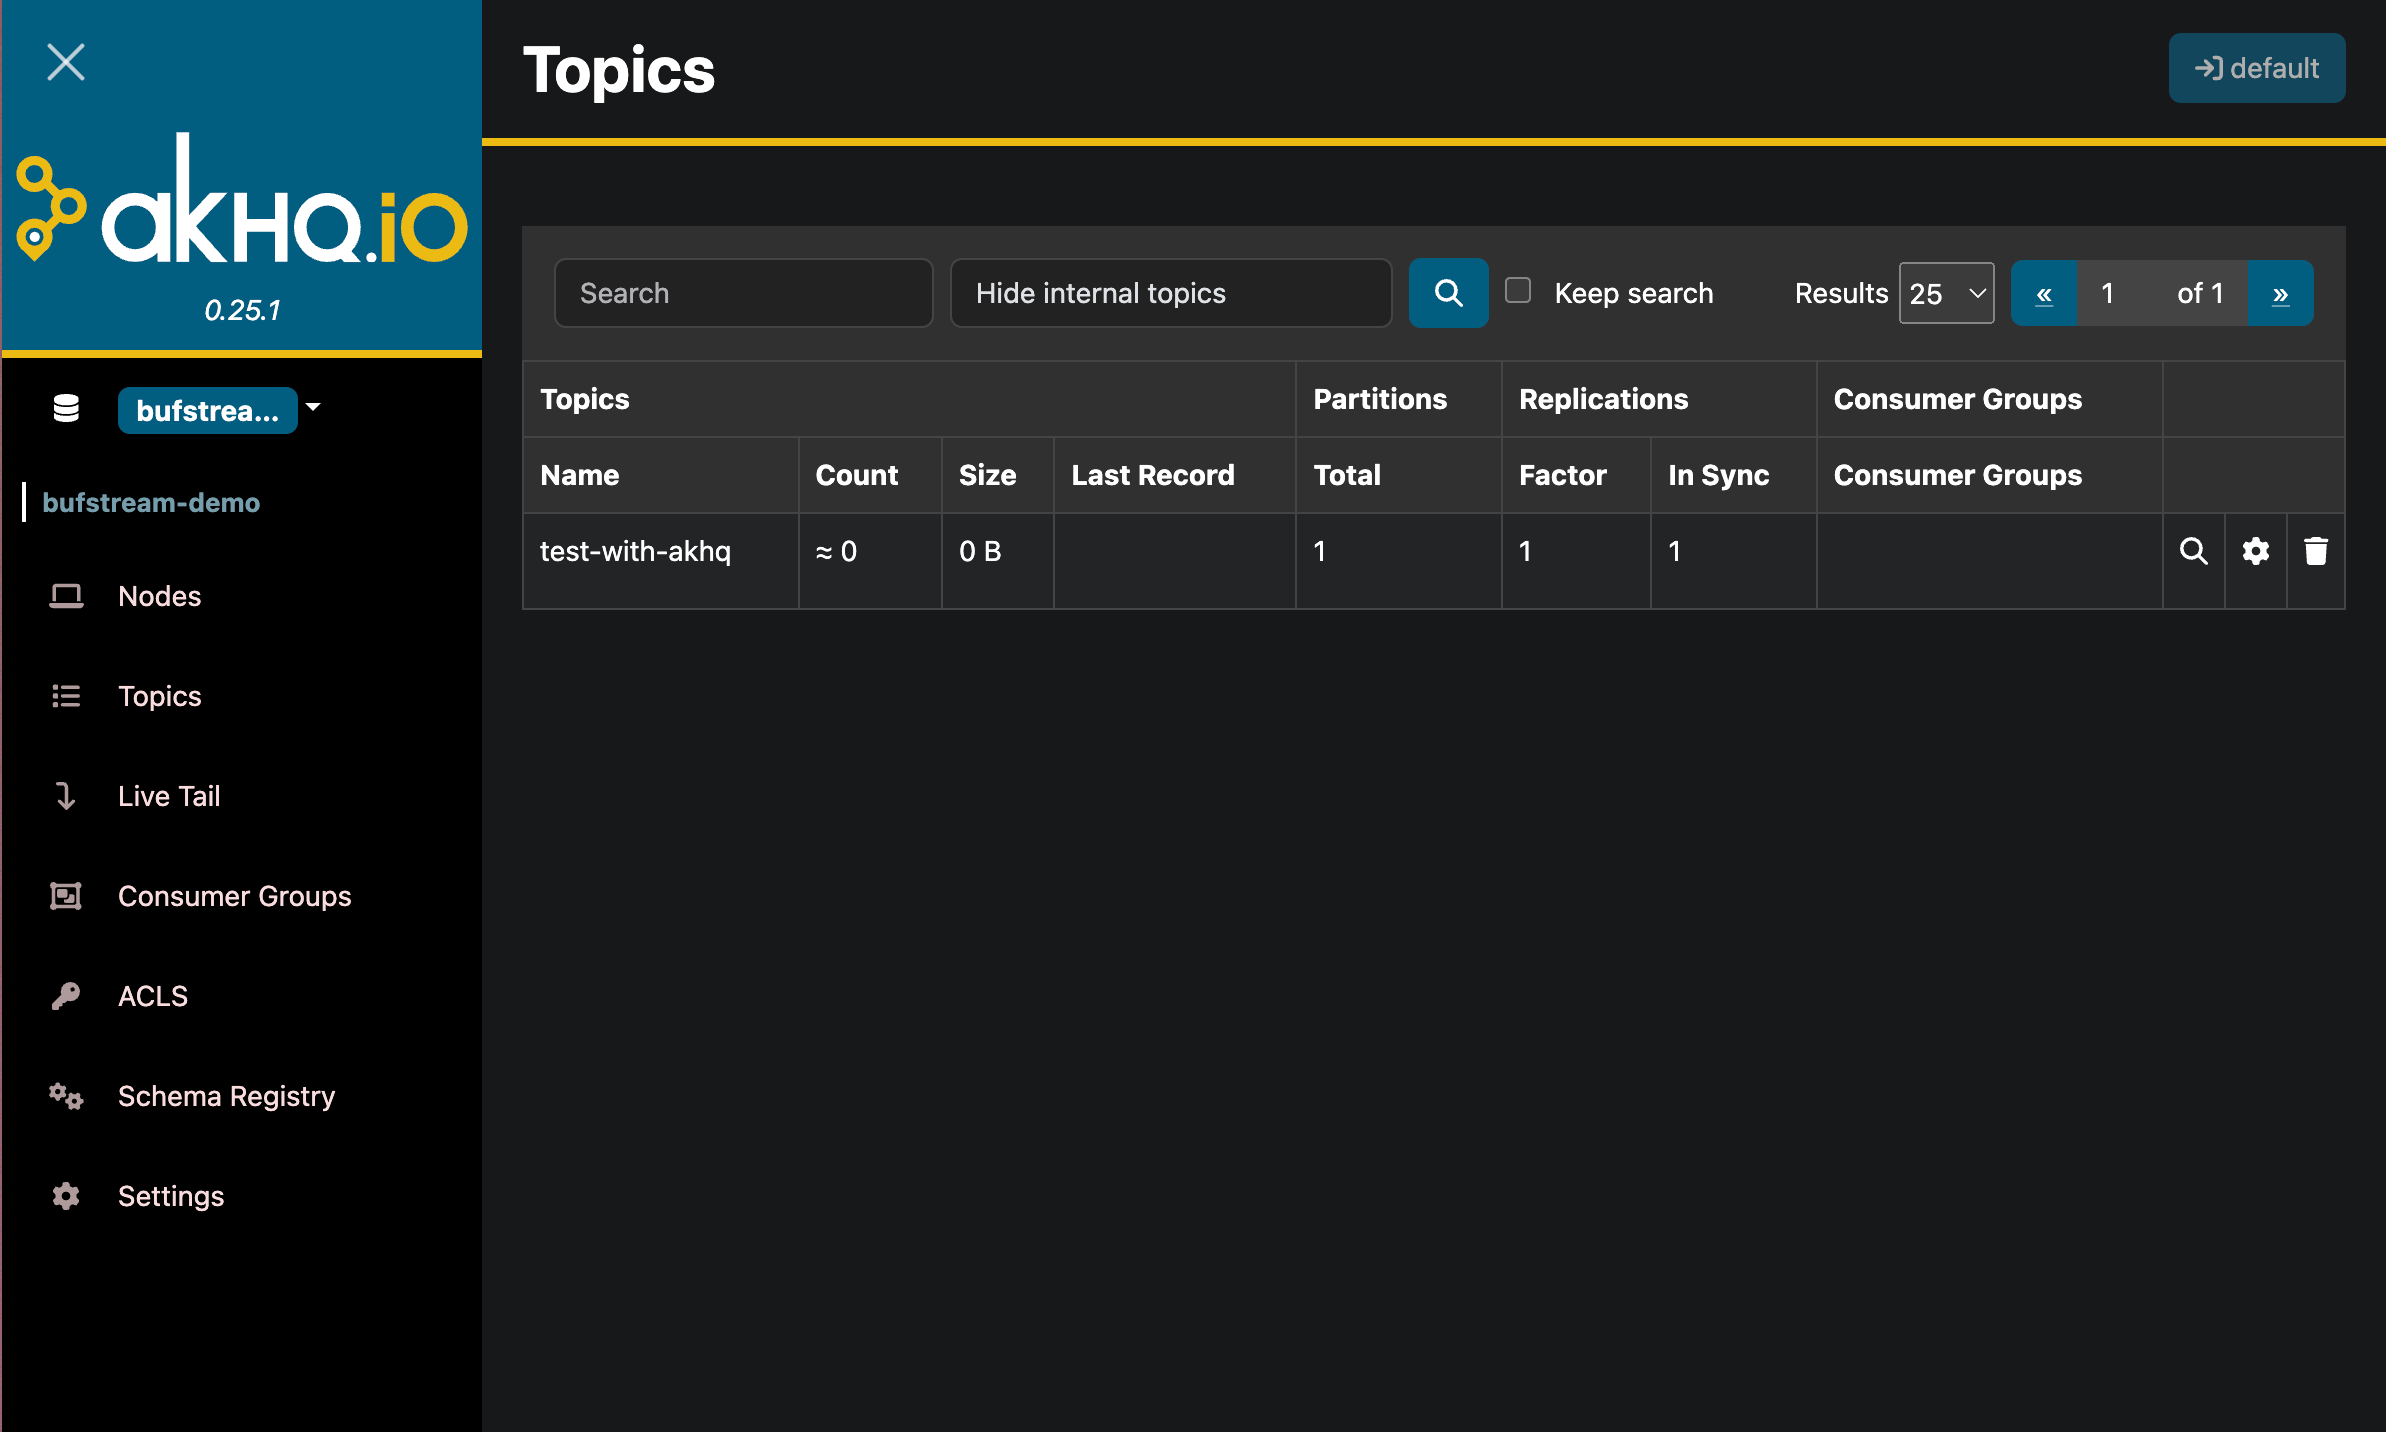 akHQ.io
0.25.1
bufstrea...
bufstream-demo
Nodes
Topics
Live Tail
Consumer Groups
ACLS
Schema Registry
Settings
Topics
default
Search
Hide internal topics
Keep search
Results 25
« 1 of 1 »
Topics Partitions Replications Consumer Groups
Name Count Size Last Record Total Factor In Sync Consumer Groups
test-with-akhq ≈ 0 0 B 1 1 1